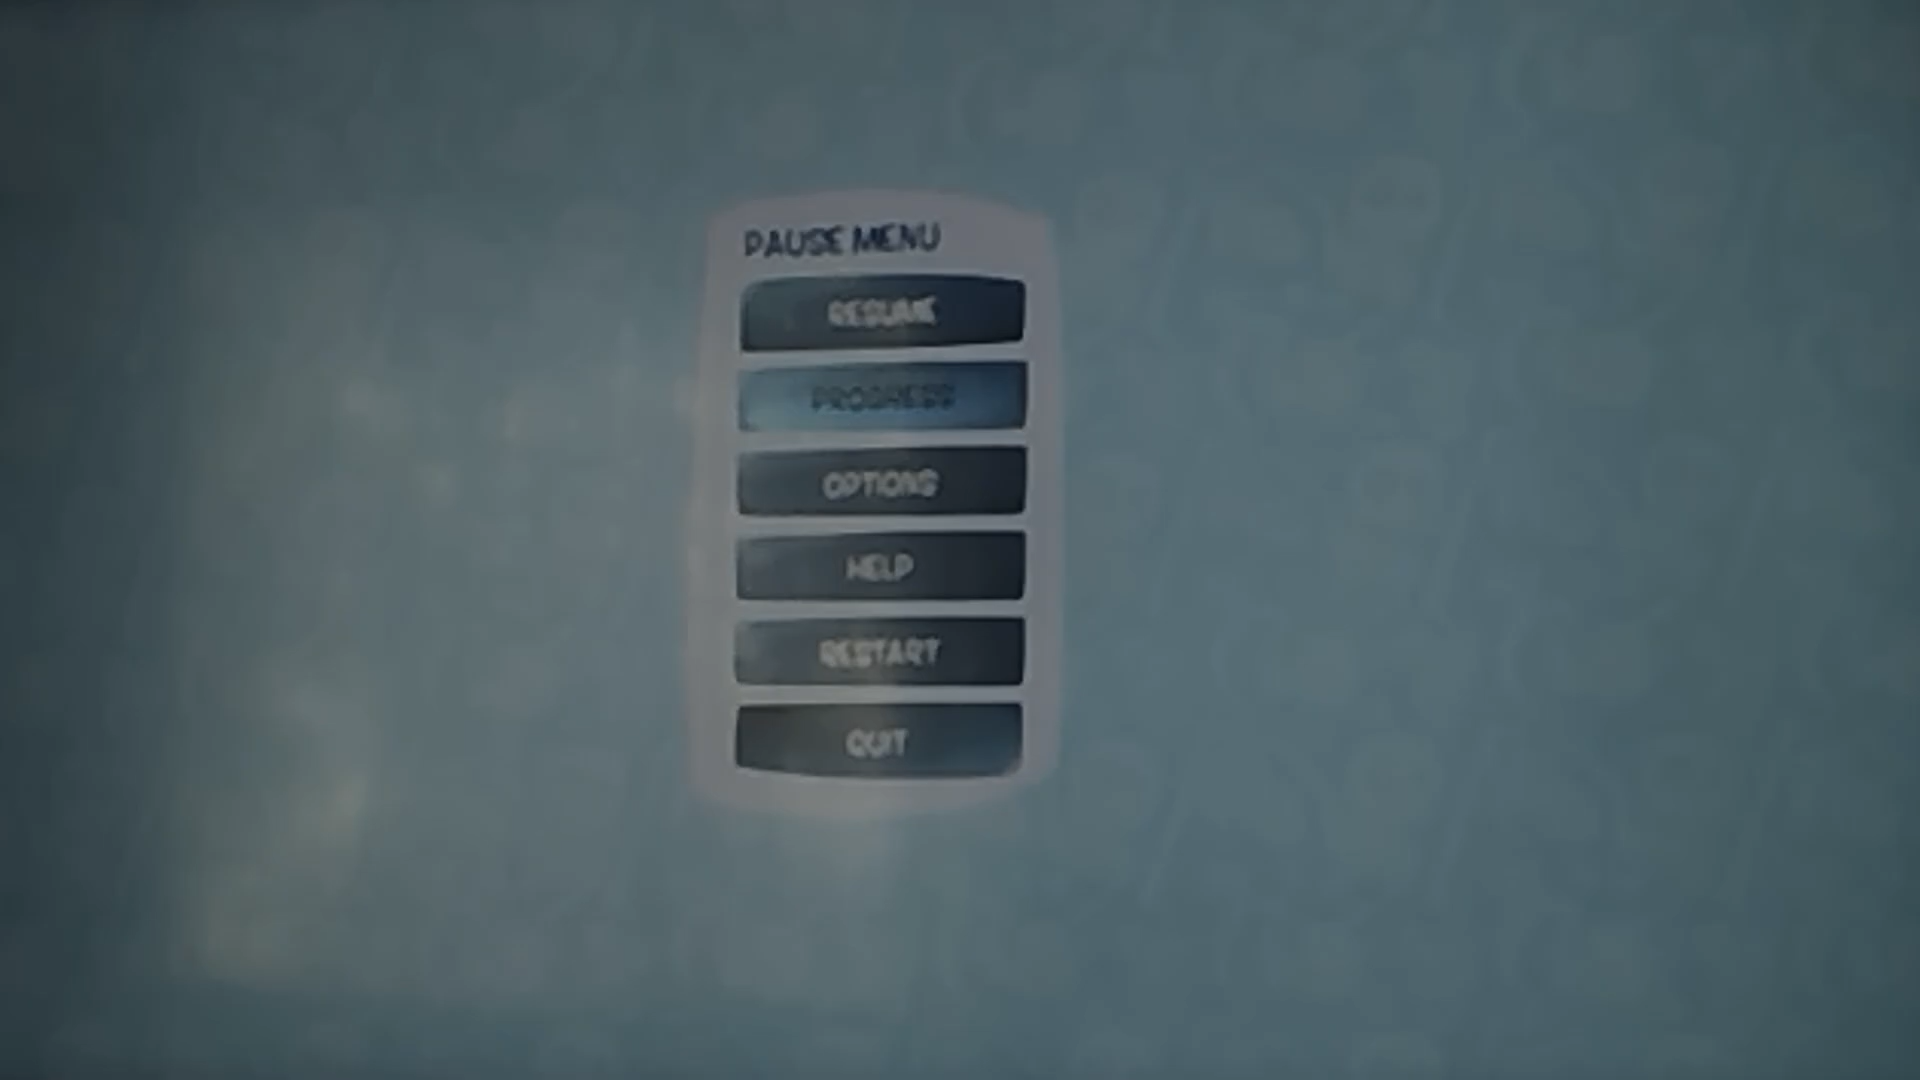 PAUSE MENU
RESUME
PROGRESS
OPTIONS
HELP
RESTART
QUIT